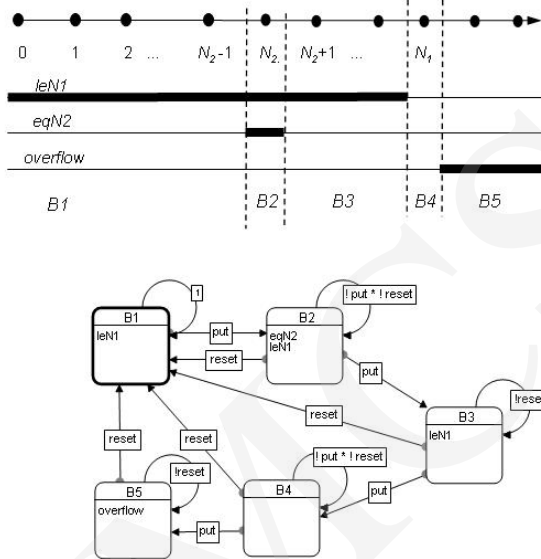 0 1 2 ... N2-1 N2. N2+1 ... N1
leN1
eqN2
overflow
B1 B2 B3 B4 B5
1
! put * ! reset
B1
leN1
put
B2
eqN2
leN1
reset
put
!reset
B3
leN1
reset
reset
reset
! put * ! reset
!reset
put
B5
overflow
B4
put